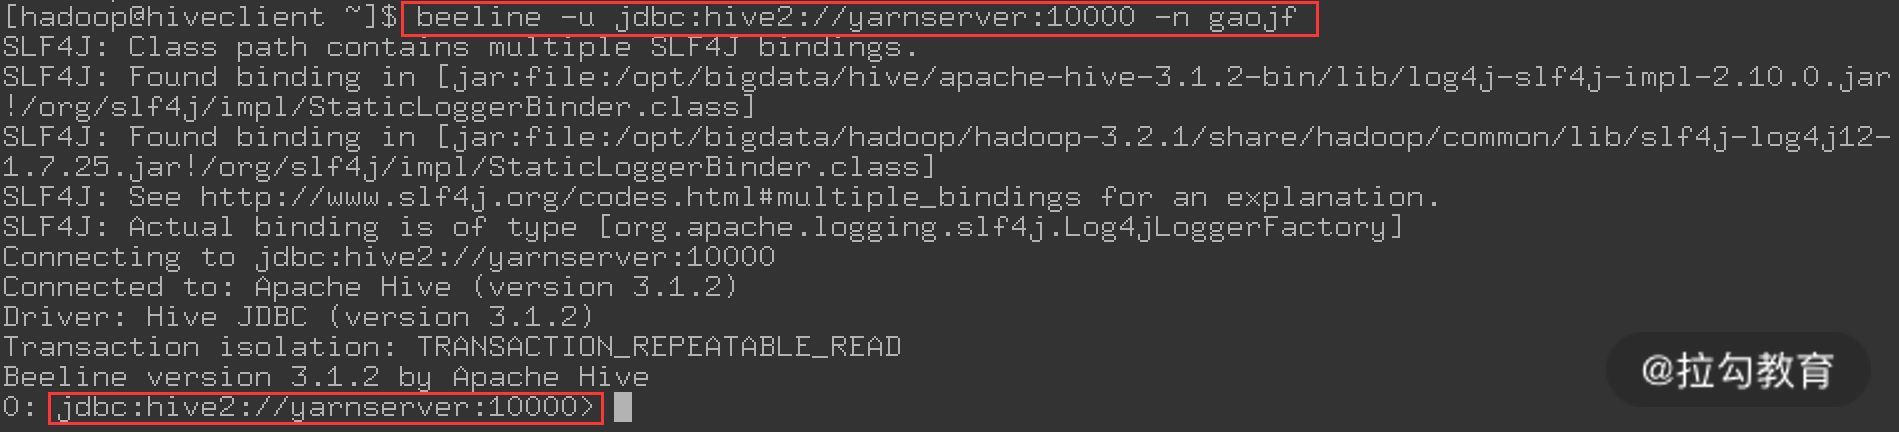 [hadoop@hiveclient ~]$ beeline -u jdbc:hive2://yarnserver:10000 -n gaojf
SLF4J: Class path contains multiple SLF4J bindings.
SLF4J: Found binding in [jar:file:/opt/bigdata/hive/apache-hive-3.1.2-bin/lib/log4j-slf4j-impl-2.10.0.jar
!/org/slf4j/impl/StaticLoggerBinder.class]
SLF4J: Found binding in [jar:file:/opt/bigdata/hadoop/hadoop-3.2.1/share/hadoop/common/lib/slf4j-log4j12-
1.7.25.jar!/org/slf4j/impl/StaticLoggerBinder.class]
SLF4J: See http://www.slf4j.org/codes.html#multiple_bindings for an explanation.
SLF4J: Actual binding is of type [org.apache.logging.slf4j.Log4jLoggerFactory]
Connecting to jdbc:hive2://yarnserver:10000
Connected to: Apache Hive (version 3.1.2)
Driver: Hive JDBC (version 3.1.2)
Transaction isolation: TRANSACTION_REPEATABLE_READ
Beeline version 3.1.2 by Apache Hive
0: jdbc:hive2://yarnserver:10000>
@拉勾教育